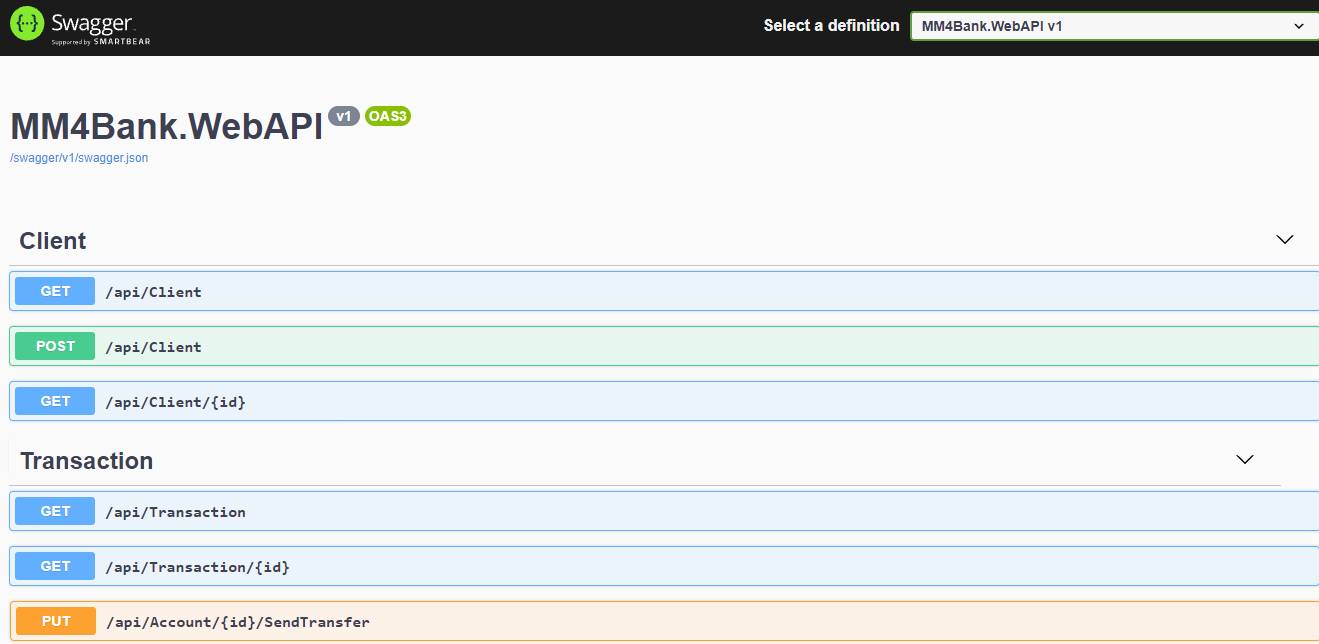 Swagger
Supported by SMARTBEAR
Select a definition
MM4Bank.WebAPI v1
MM4Bank.WebAPI v1 OAS3
/swagger/v1/swagger.json
Client
GET /api/Client
POST /api/Client
GET /api/Client/{id}
Transaction
GET /api/Transaction
GET /api/Transaction/{id}
PUT /api/Account/{id}/SendTransfer